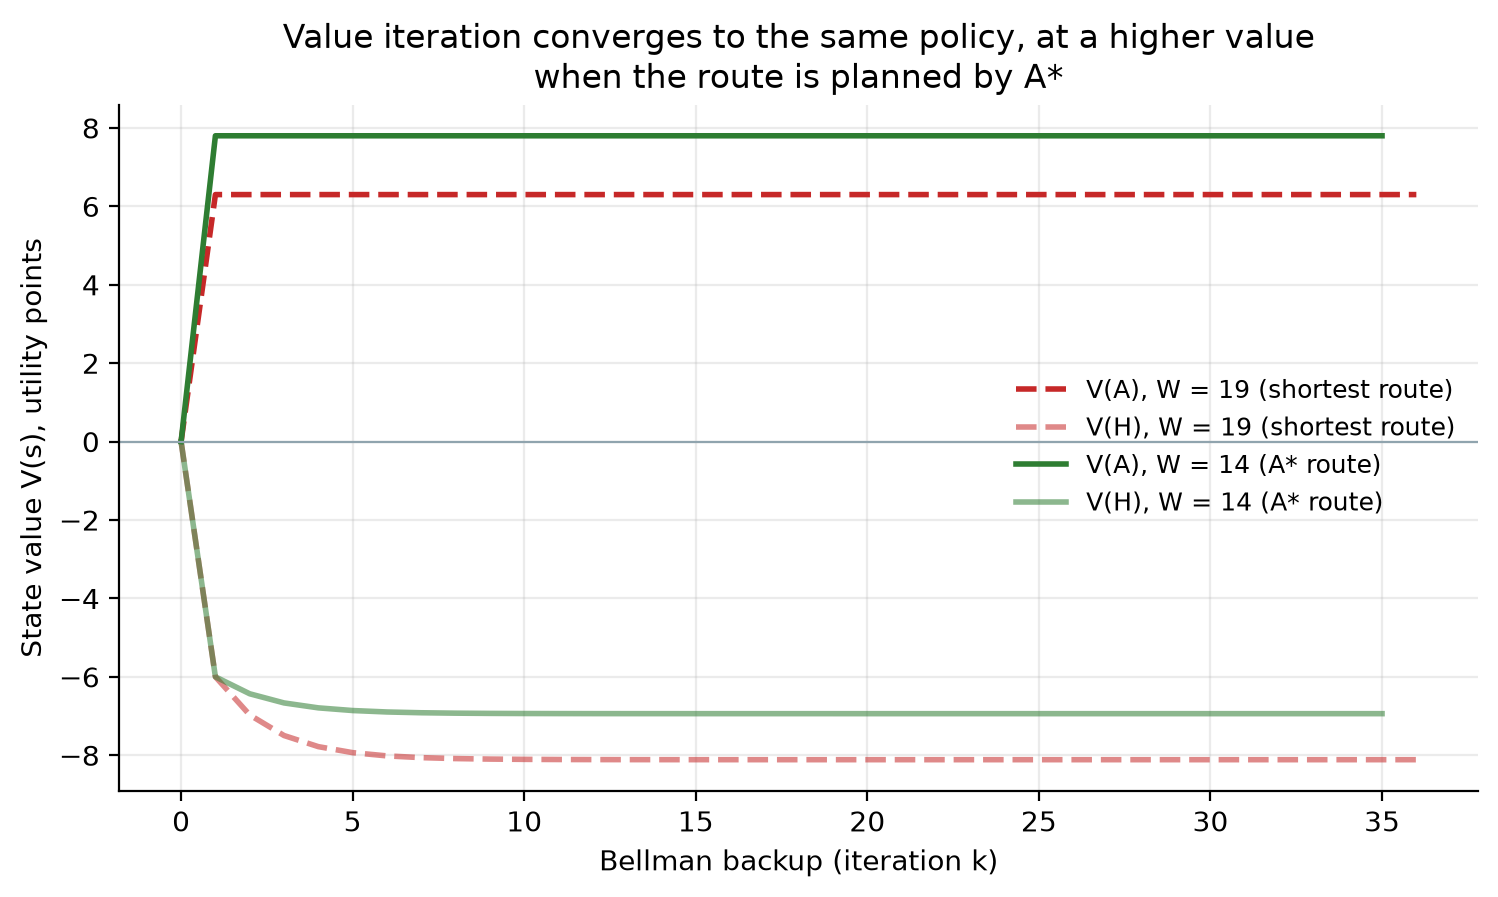 Value iteration converges to the same policy, at a higher value
when the route is planned by A*
State value V(s), utility points
8
6
4
2
0
−2
−4
−6
−8
V(A), W = 19 (shortest route)
V(H), W = 19 (shortest route)
V(A), W = 14 (A* route)
V(H), W = 14 (A* route)
0 5 10 15 20 25 30 35
Bellman backup (iteration k)